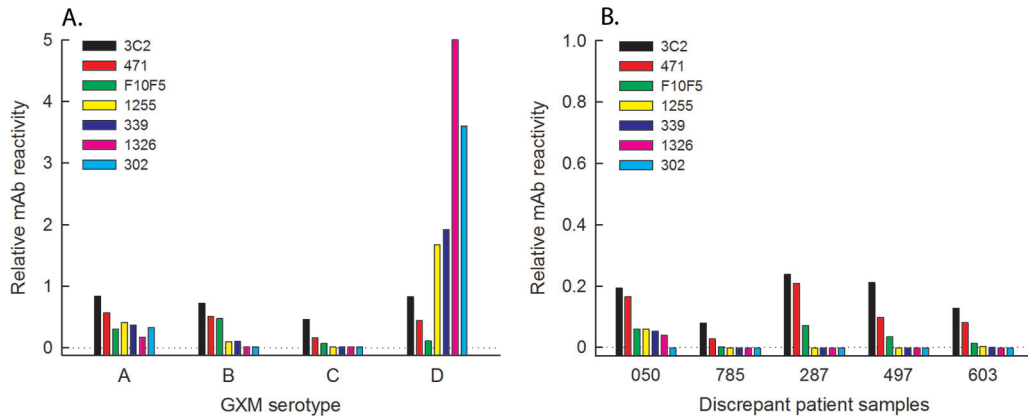 A.
Relative mAb reactivity
5
4
3
2
1
0
3C2
471
F10F5
1255
339
1326
302
A B C D
GXM serotype
B.
Relative mAb reactivity
1.0
0.8
0.6
0.4
0.2
0
3C2
471
F10F5
1255
339
1326
302
050 785 287 497 603
Discrepant patient samples